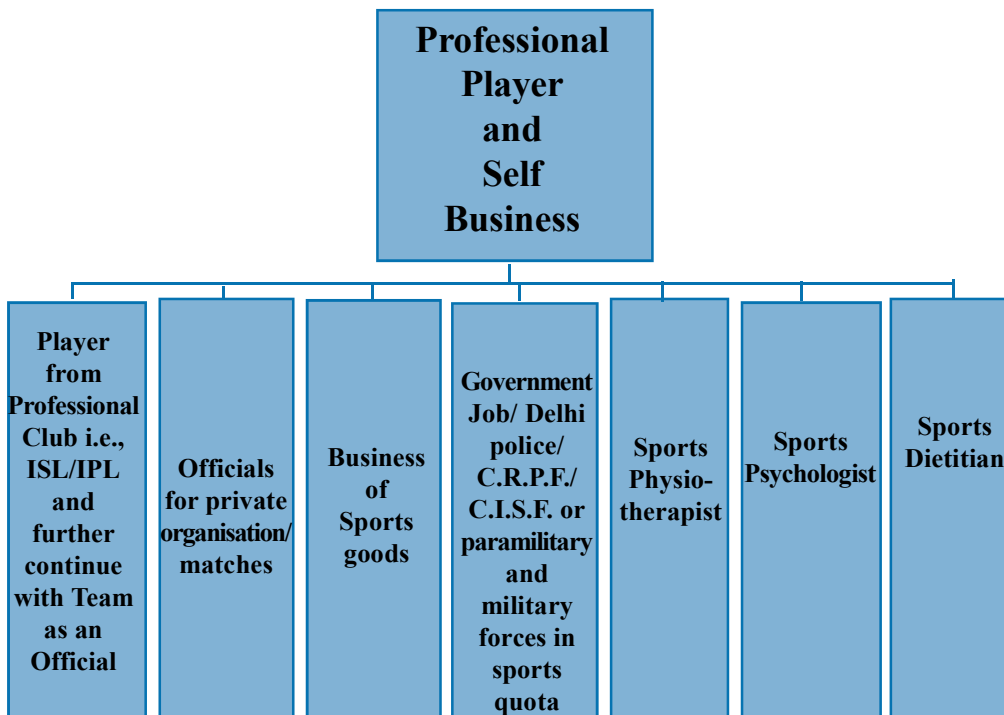 Professional
Player
and
Self
Business
Player
from
Professional
Club i.e.,
ISL/IPL
and
further
continue
with Team
as an
Official
Officials
for private
organisation/
matches
Business
of
Sports
goods
Government
Job/ Delhi
police/
C.R.P.F./
C.I.S.F. or
paramilitary
and
military
forces in
sports
quota
Sports
Physio-
therapist
Sports
Psychologist
Sports
Dietitian